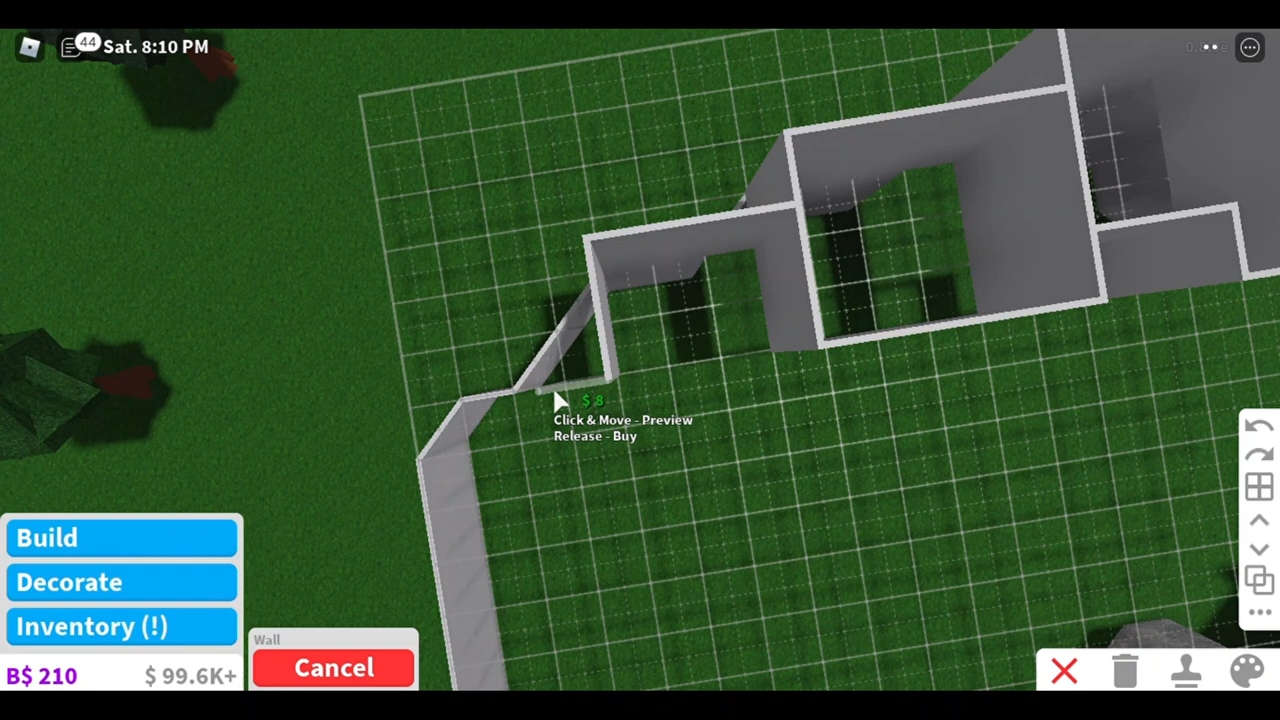 44
Sat. 8:10 PM
$ 8
Click & Move - Preview
Release - Buy
Build
Decorate
Inventory (!)
B$ 210
$ 99.6K+
Wall
Cancel